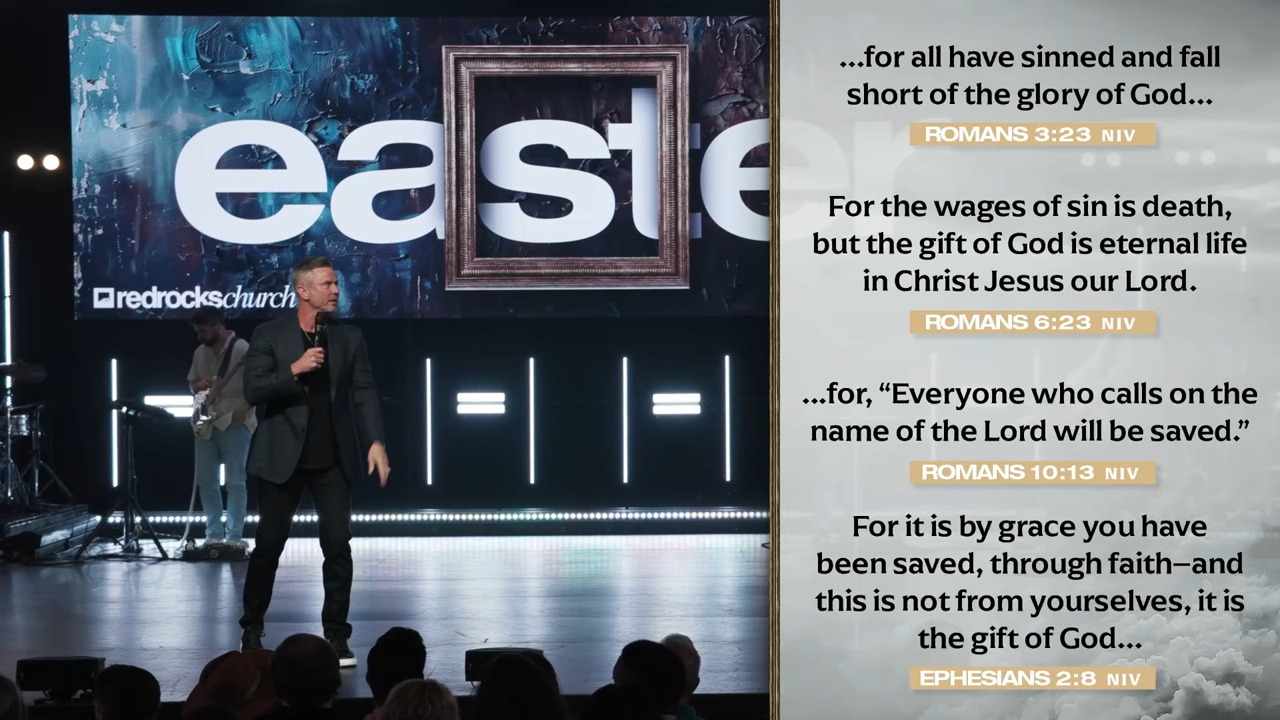 easte
redrockschurch
...for all have sinned and fall
short of the glory of God...
ROMANS 3:23 NIV
For the wages of sin is death,
but the gift of God is eternal life
in Christ Jesus our Lord.
ROMANS 6:23 NIV
...for, “Everyone who calls on the
name of the Lord will be saved.”
ROMANS 10:13 NIV
For it is by grace you have
been saved, through faith—and
this is not from yourselves, it is
the gift of God...
EPHESIANS 2:8 NIV